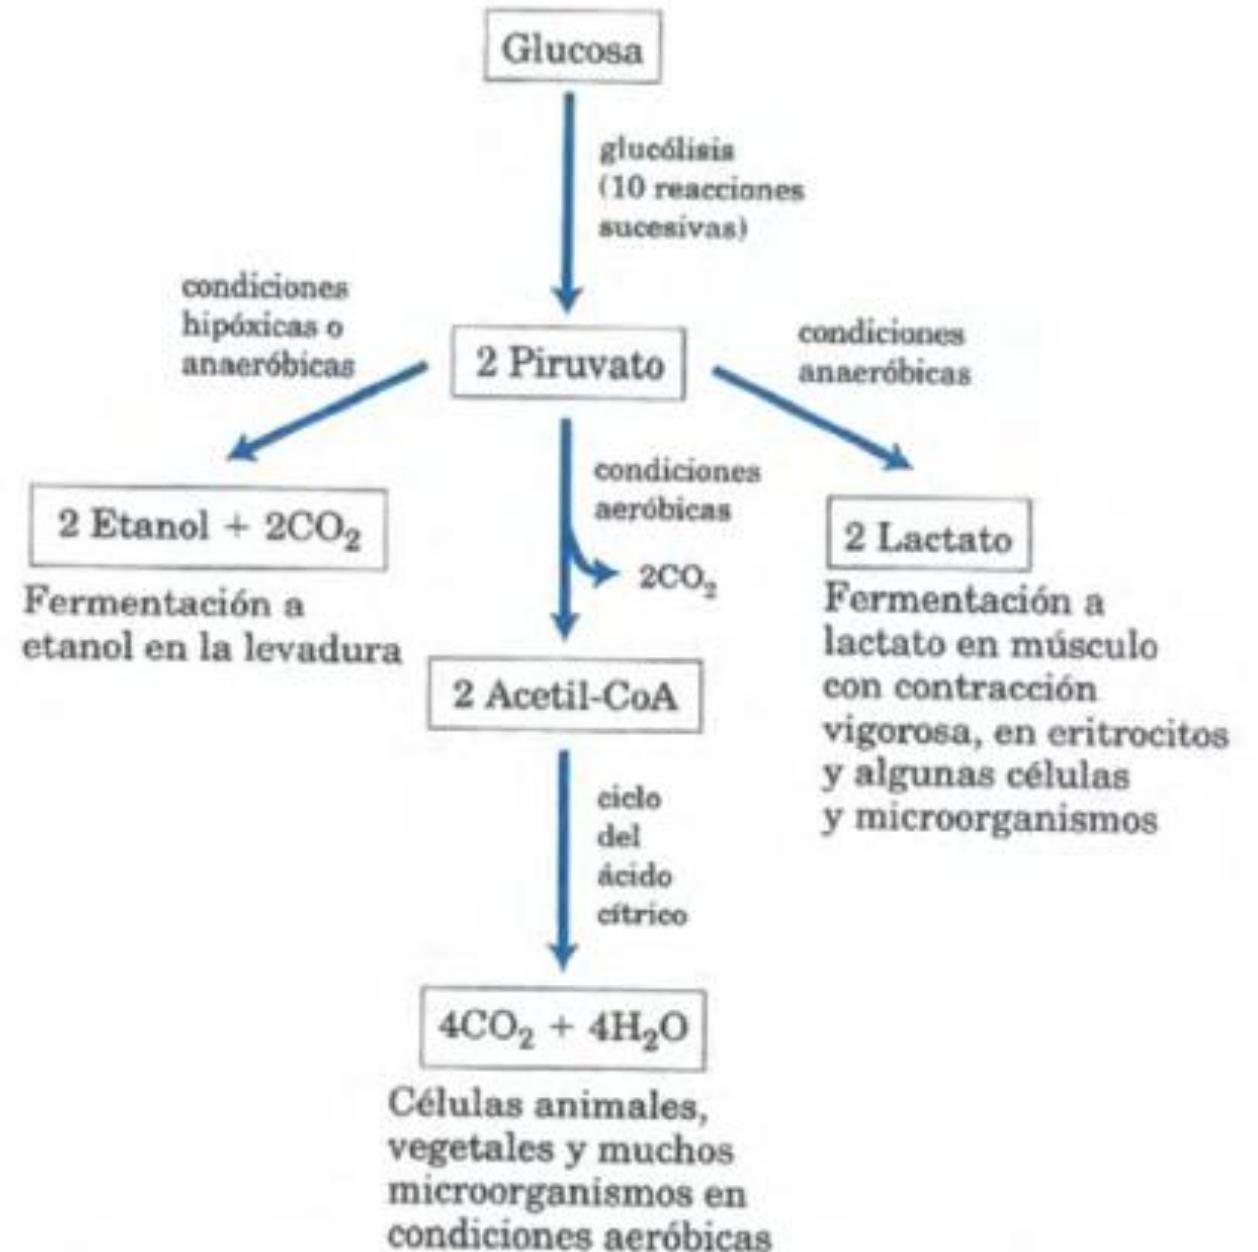 Glucosa
glucólisis
(10 reacciones
sucesivas)
condiciones
hipóxicas o
anaeróbicas
2 Piruvato
condiciones
anaeróbicas
condiciones
aeróbicas
2CO₂
2 Etanol + 2CO₂
Fermentación a
etanol en la levadura
2 Lactato
Fermentación a
lactato en músculo
con contracción
vigorosa, en eritrocitos
y algunas células
y microorganismos
2 Acetil-CoA
ciclo
del
ácido
cítrico
4CO₂ + 4H₂O
Células animales,
vegetales y muchos
microorganismos en
condiciones aeróbicas